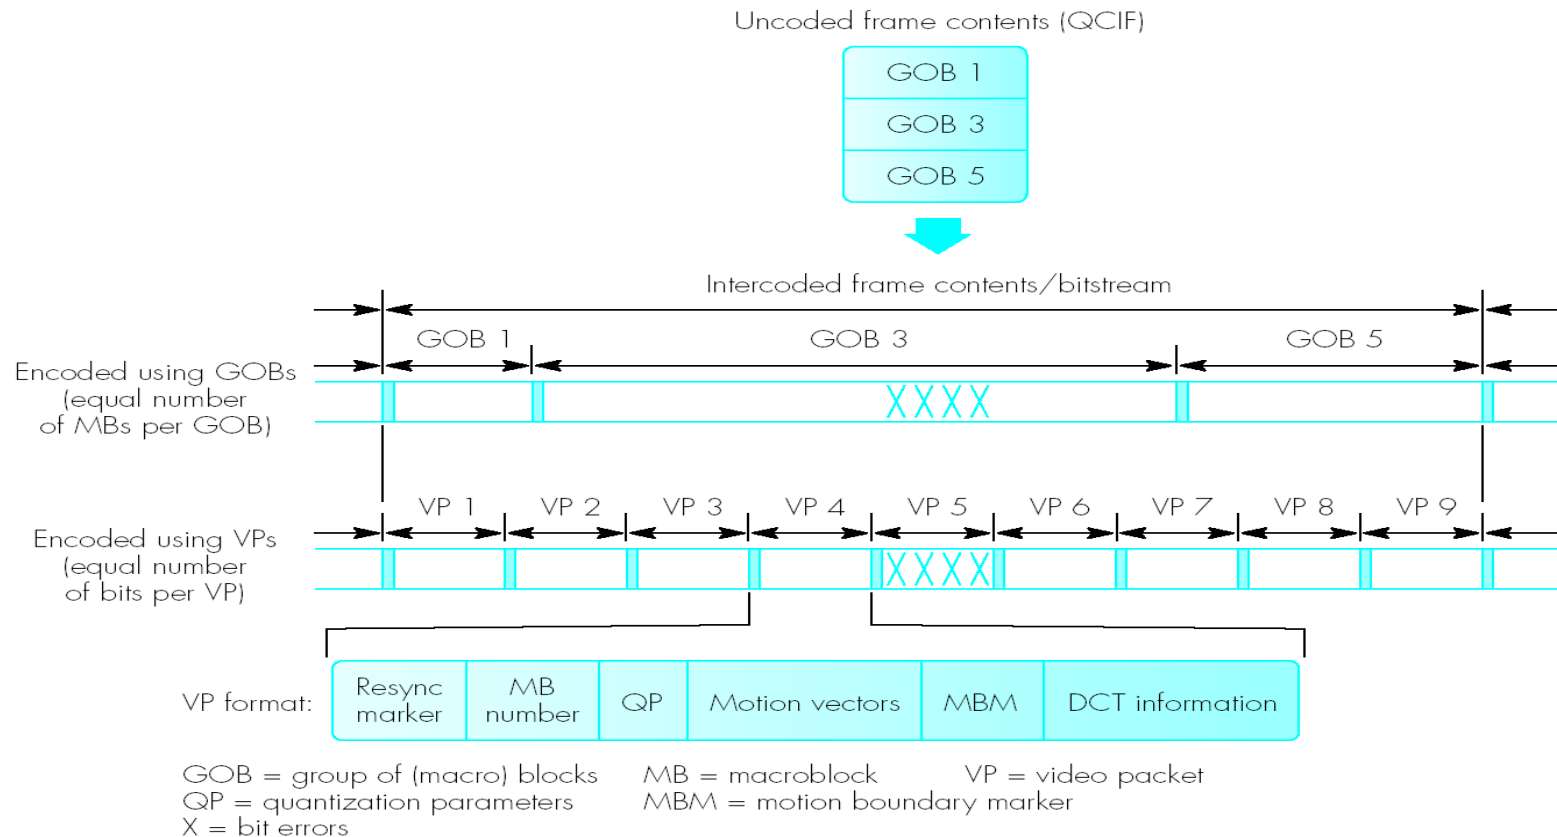 Uncoded frame contents (QCIF)
GOB 1
GOB 3
GOB 5
Intercoded frame contents/bitstream
GOB 1
GOB 3
GOB 5
Encoded using GOBs
(equal number
of MBs per GOB)
X X X X
VP 1
VP 2
VP 3
VP 4
VP 5
VP 6
VP 7
VP 8
VP 9
Encoded using VPs
(equal number
of bits per VP)
X X X X
VP format:
Resync
marker
MB
number
QP
Motion vectors
MBM
DCT information
GOB = group of (macro) blocks
MB = macroblock
VP = video packet
QP = quantization parameters
MBM = motion boundary marker
X = bit errors